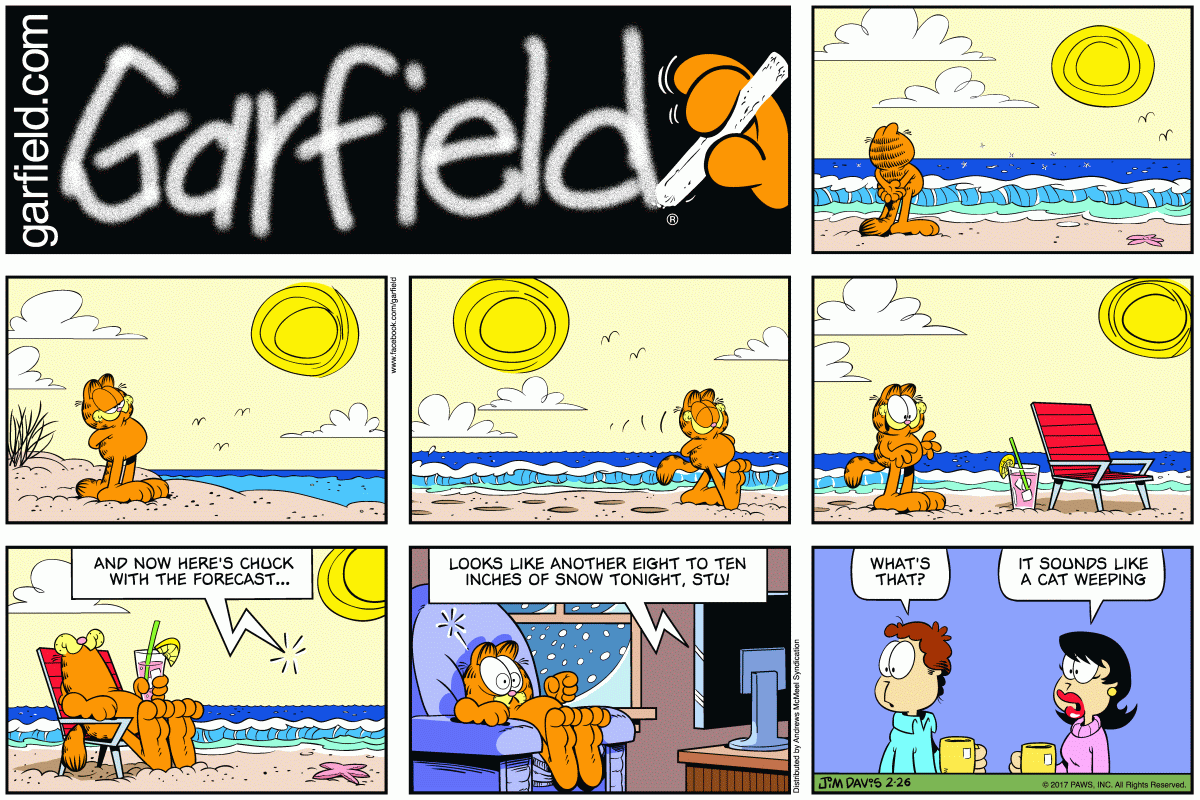 garfield.com
Garfield
®
www.facebook.com/garfield
AND NOW HERE'S CHUCK
WITH THE FORECAST...
LOOKS LIKE ANOTHER EIGHT TO TEN
INCHES OF SNOW TONIGHT, STU!
Distributed by Andrews McMeel Syndication
WHAT'S
THAT?
IT SOUNDS LIKE
A CAT WEEPING
JIM DAVIS 2-26
© 2017 PAWS, INC. All Rights Reserved.